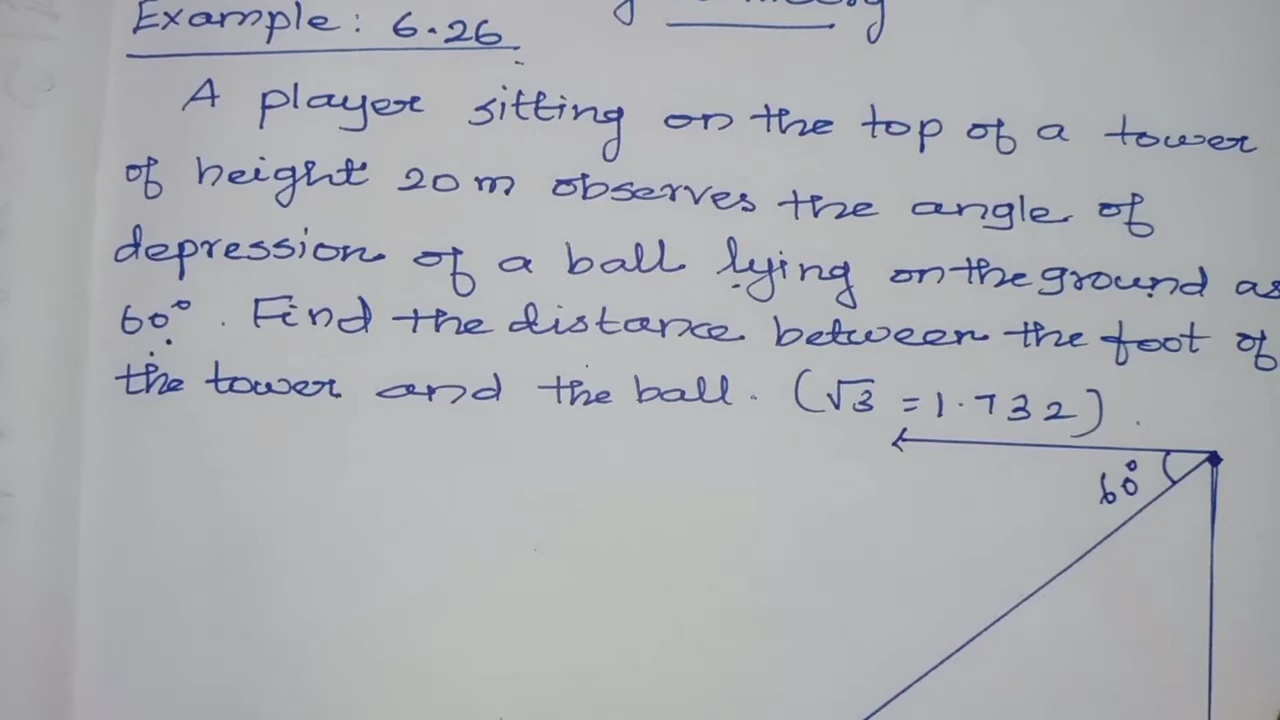 Example: 6.26
A player sitting on the top of a tower
of height 20m observes the angle of
depression of a ball lying on the ground as
60°. Find the distance between the foot of
the tower and the ball. (√3 = 1.732)
60°